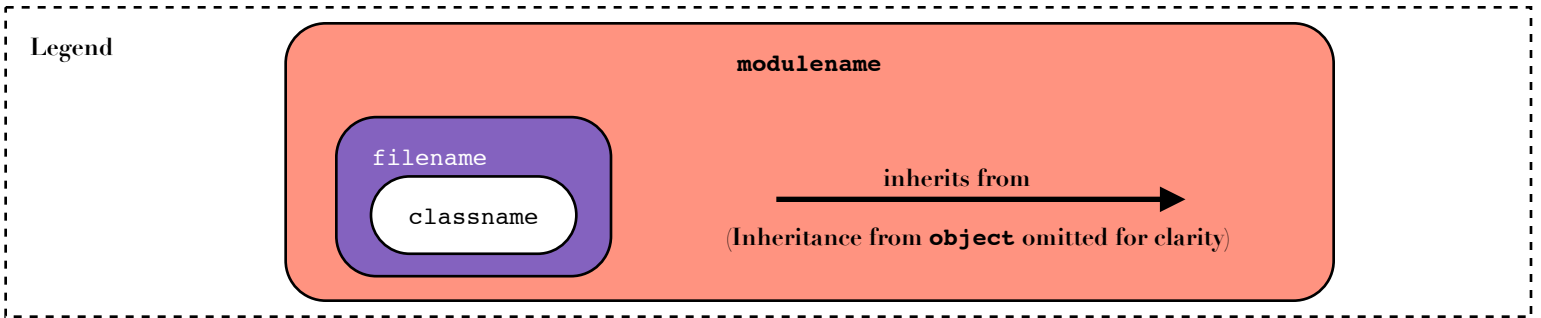 Legend
modulename
filename
classname
inherits from
(Inheritance from object omitted for clarity)